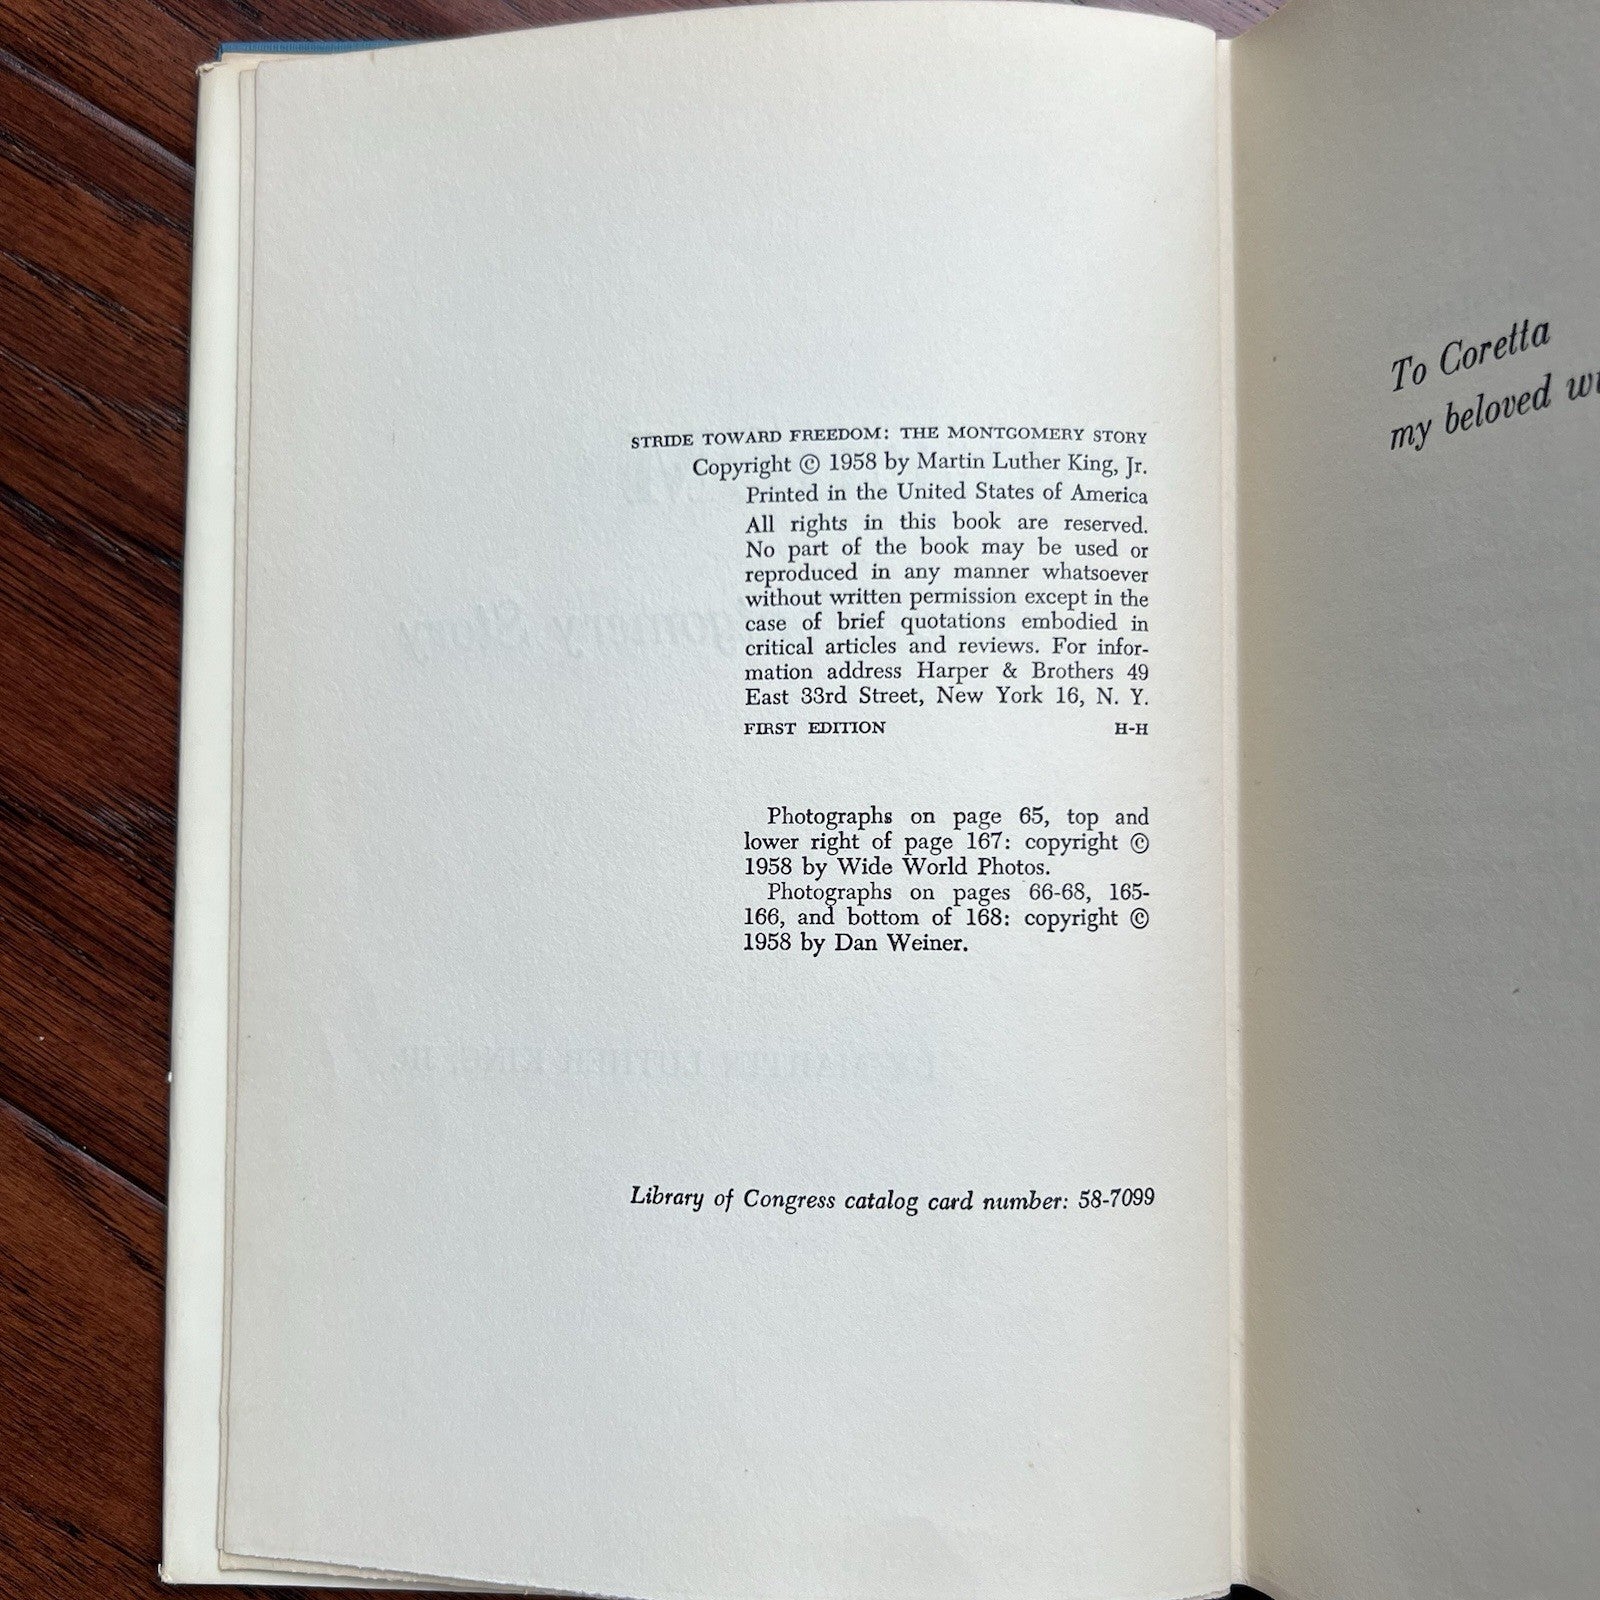 STRIDE TOWARD FREEDOM: THE MONTGOMERY STORY
Copyright © 1958 by Martin Luther King, Jr.
Printed in the United States of America
All rights in this book are reserved.
No part of the book may be used or
reproduced in any manner whatsoever
without written permission except in the
case of brief quotations embodied in
critical articles and reviews. For infor-
mation address Harper & Brothers 49
East 33rd Street, New York 16, N. Y.
FIRST EDITION H-H
Photographs on page 65, top and
lower right of page 167: copyright ©
1958 by Wide World Photos.
Photographs on pages 66-68, 165-
166, and bottom of 168: copyright ©
1958 by Dan Weiner.
Library of Congress catalog card number: 58-7099
To Coretta
my beloved